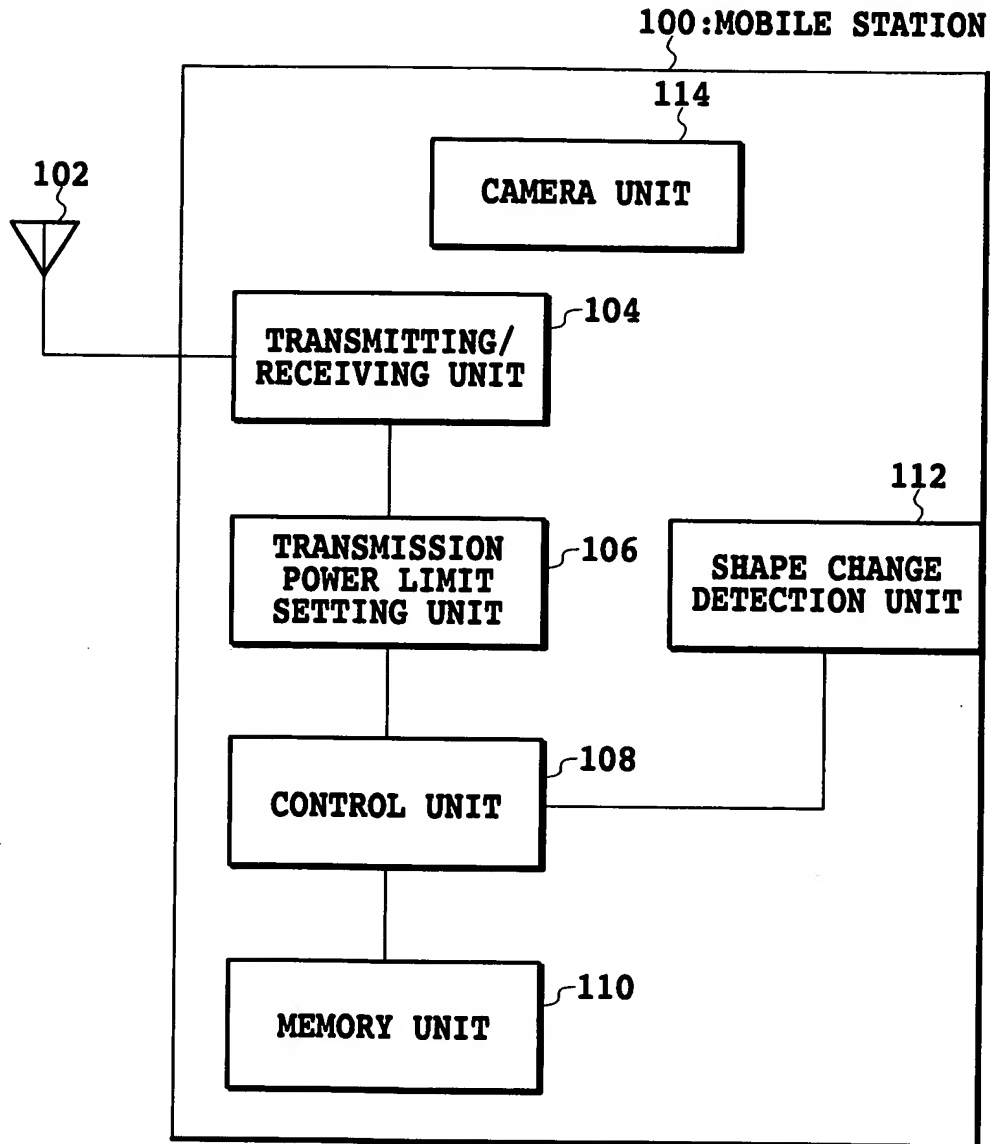 100:MOBILE STATION
114
CAMERA UNIT
102
104
TRANSMITTING/
RECEIVING UNIT
112
106
TRANSMISSION
POWER LIMIT
SETTING UNIT
SHAPE CHANGE
DETECTION UNIT
108
CONTROL UNIT
110
MEMORY UNIT